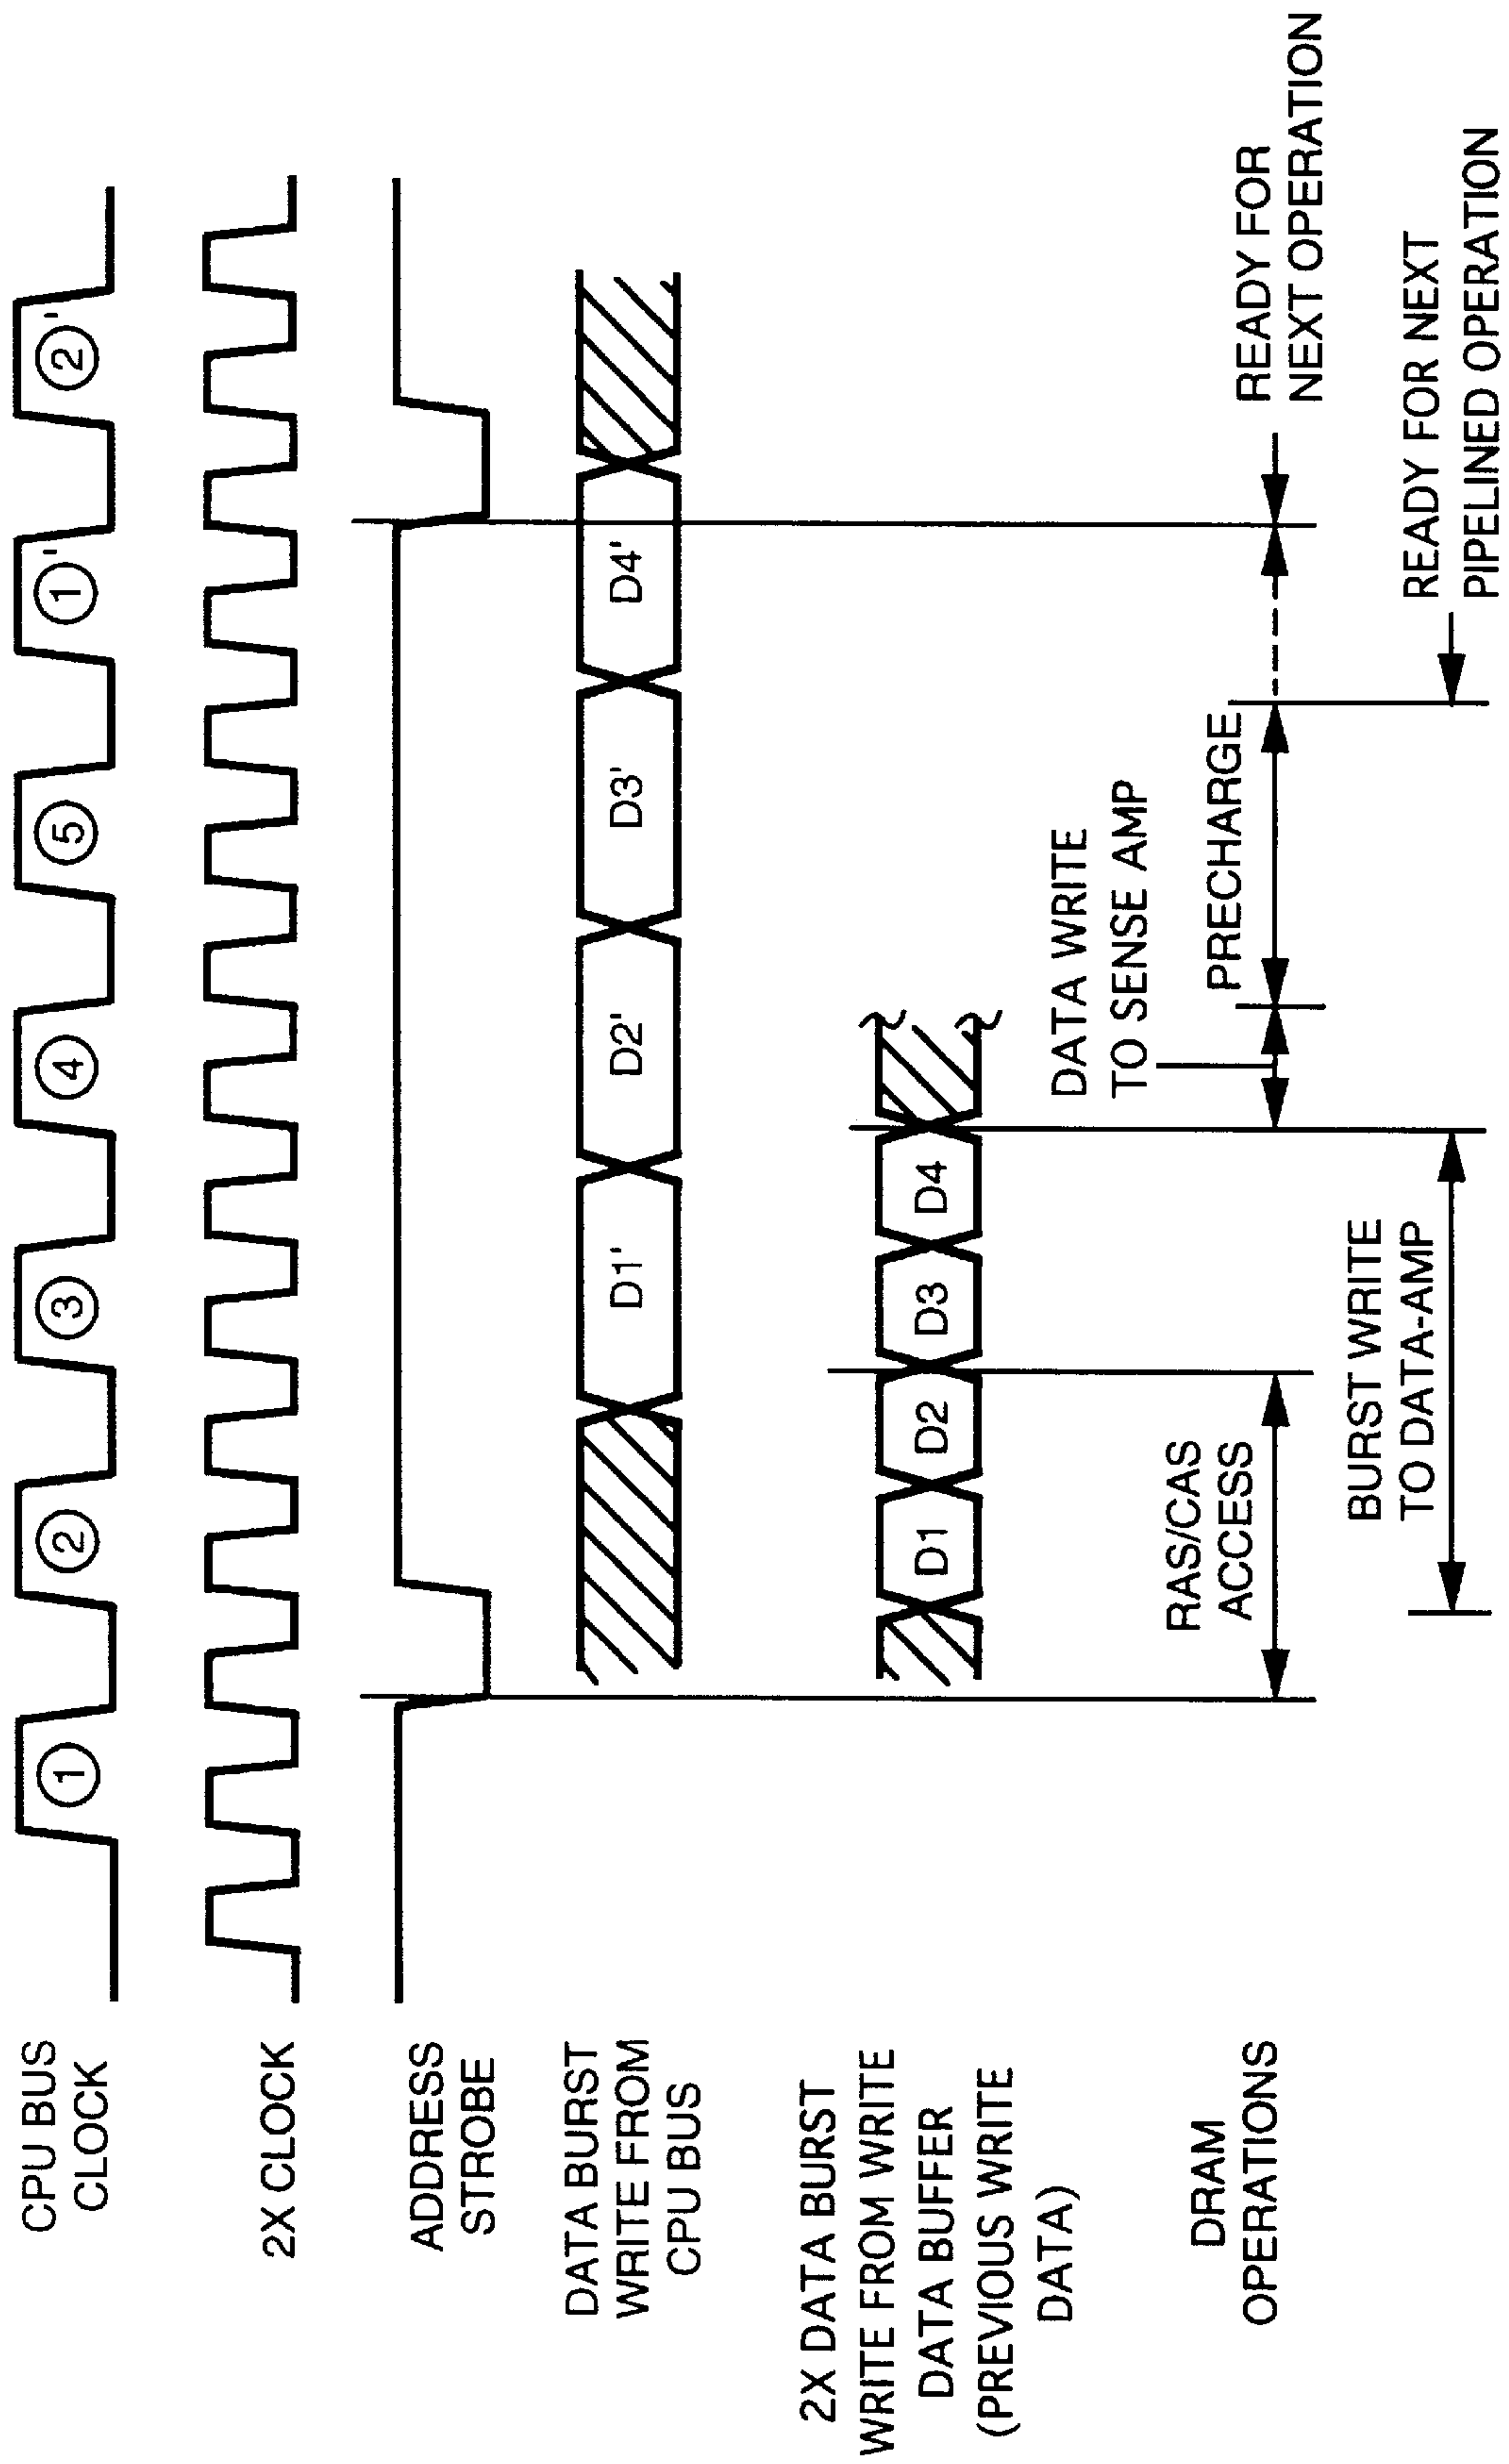 CPU BUS
CLOCK
1
2
3
4
5
1'
2'
2X CLOCK
ADDRESS
STROBE
DATA BURST
WRITE FROM
CPU BUS
D1'
D2'
D3'
D4'
2X DATA BURST
WRITE FROM WRITE
DATA BUFFER
(PREVIOUS WRITE
DATA)
D1
D2
D3
D4
DRAM
OPERATIONS
RAS/CAS
ACCESS
DATA WRITE
TO SENSE AMP
PRECHARGE
READY FOR
NEXT OPERATION
BURST WRITE
TO DATA-AMP
READY FOR NEXT
PIPELINED OPERATION